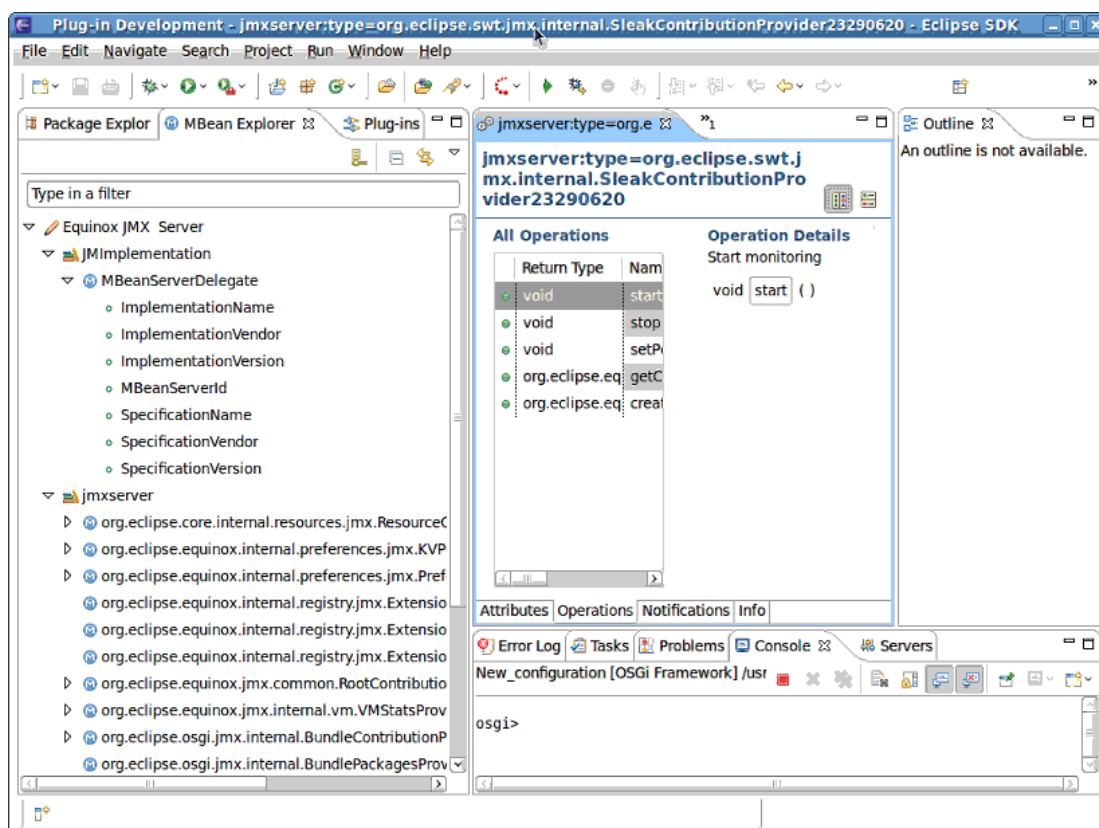 Plug-in Development - jmxserver:type=org.eclipse.swt.jmx.internal.SleakContributionProvider23290620 - Eclipse SDK
File Edit Navigate Search Project Run Window Help
Package Explor MBean Explorer Plug-ins
Type in a filter
Equinox JMX Server
JMImplementation
MBeanServerDelegate
ImplementationName
ImplementationVendor
ImplementationVersion
MBeanServerId
SpecificationName
SpecificationVendor
SpecificationVersion
jmxserver
org.eclipse.core.internal.resources.jmx.ResourceC
org.eclipse.equinox.internal.preferences.jmx.KVP
org.eclipse.equinox.internal.preferences.jmx.Pref
org.eclipse.equinox.internal.registry.jmx.Extensio
org.eclipse.equinox.internal.registry.jmx.Extensio
org.eclipse.equinox.internal.registry.jmx.Extensio
org.eclipse.equinox.jmx.common.RootContributio
org.eclipse.equinox.jmx.internal.vm.VMStatsProv
org.eclipse.osgi.jmx.internal.BundleContributionP
org.eclipse.osgi.jmx.internal.BundlePackagesProv
jmxserver:type=org.e »1
jmxserver:type=org.eclipse.swt.j
mx.internal.SleakContributionPro
vider23290620
All Operations
Return Type Nam
void start
void stop
void setP
org.eclipse.eq getC
org.eclipse.eq creat
Operation Details
Start monitoring
void start ( )
Attributes Operations Notifications Info
Outline
An outline is not available.
Error Log Tasks Problems Console Servers
New_configuration [OSGi Framework] /usr
osgi>